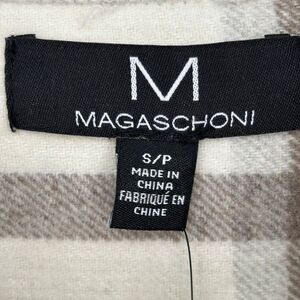 M
MAGASCHONI
S/P
MADE IN
CHINA
FABRIQUÉ EN
CHINE